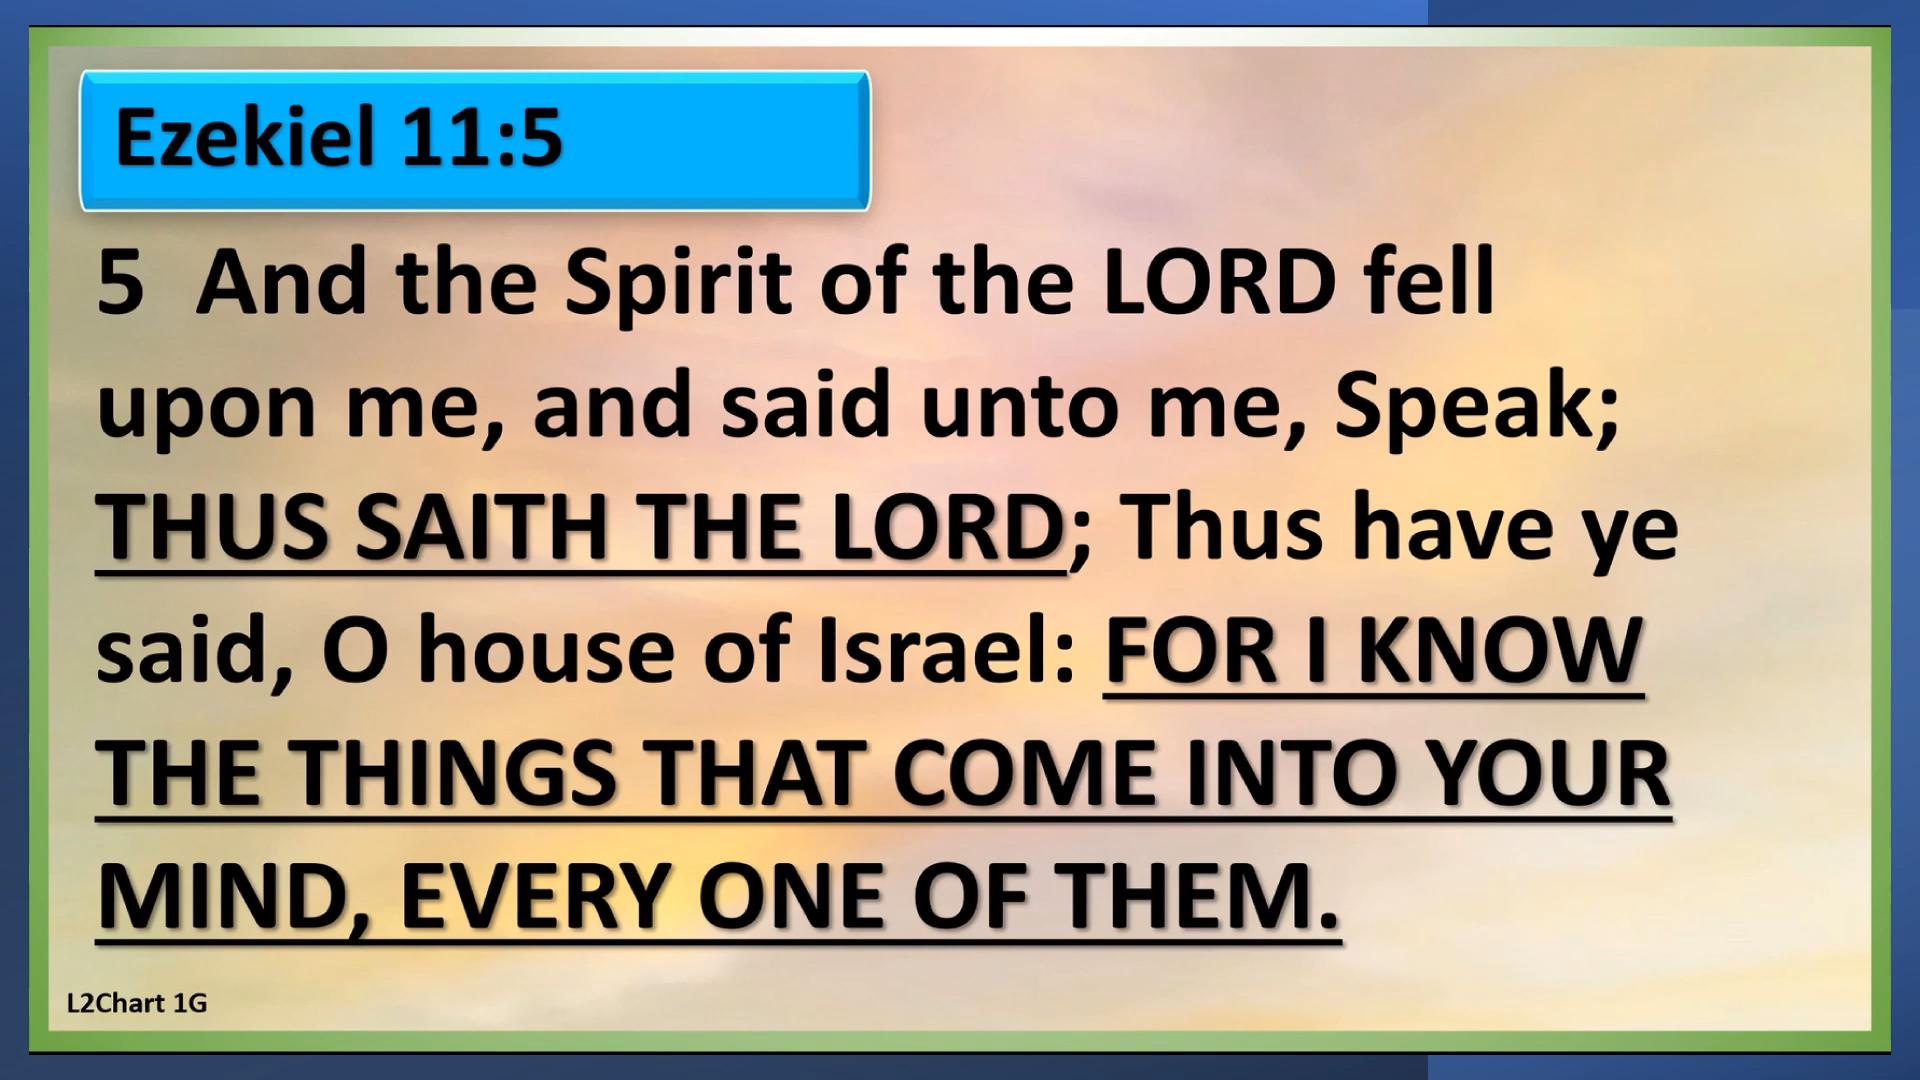 Ezekiel 11:5
5 And the Spirit of the LORD fell
upon me, and said unto me, Speak;
THUS SAITH THE LORD; Thus have ye
said, O house of Israel: FOR I KNOW
THE THINGS THAT COME INTO YOUR
MIND, EVERY ONE OF THEM.
L2Chart 1G